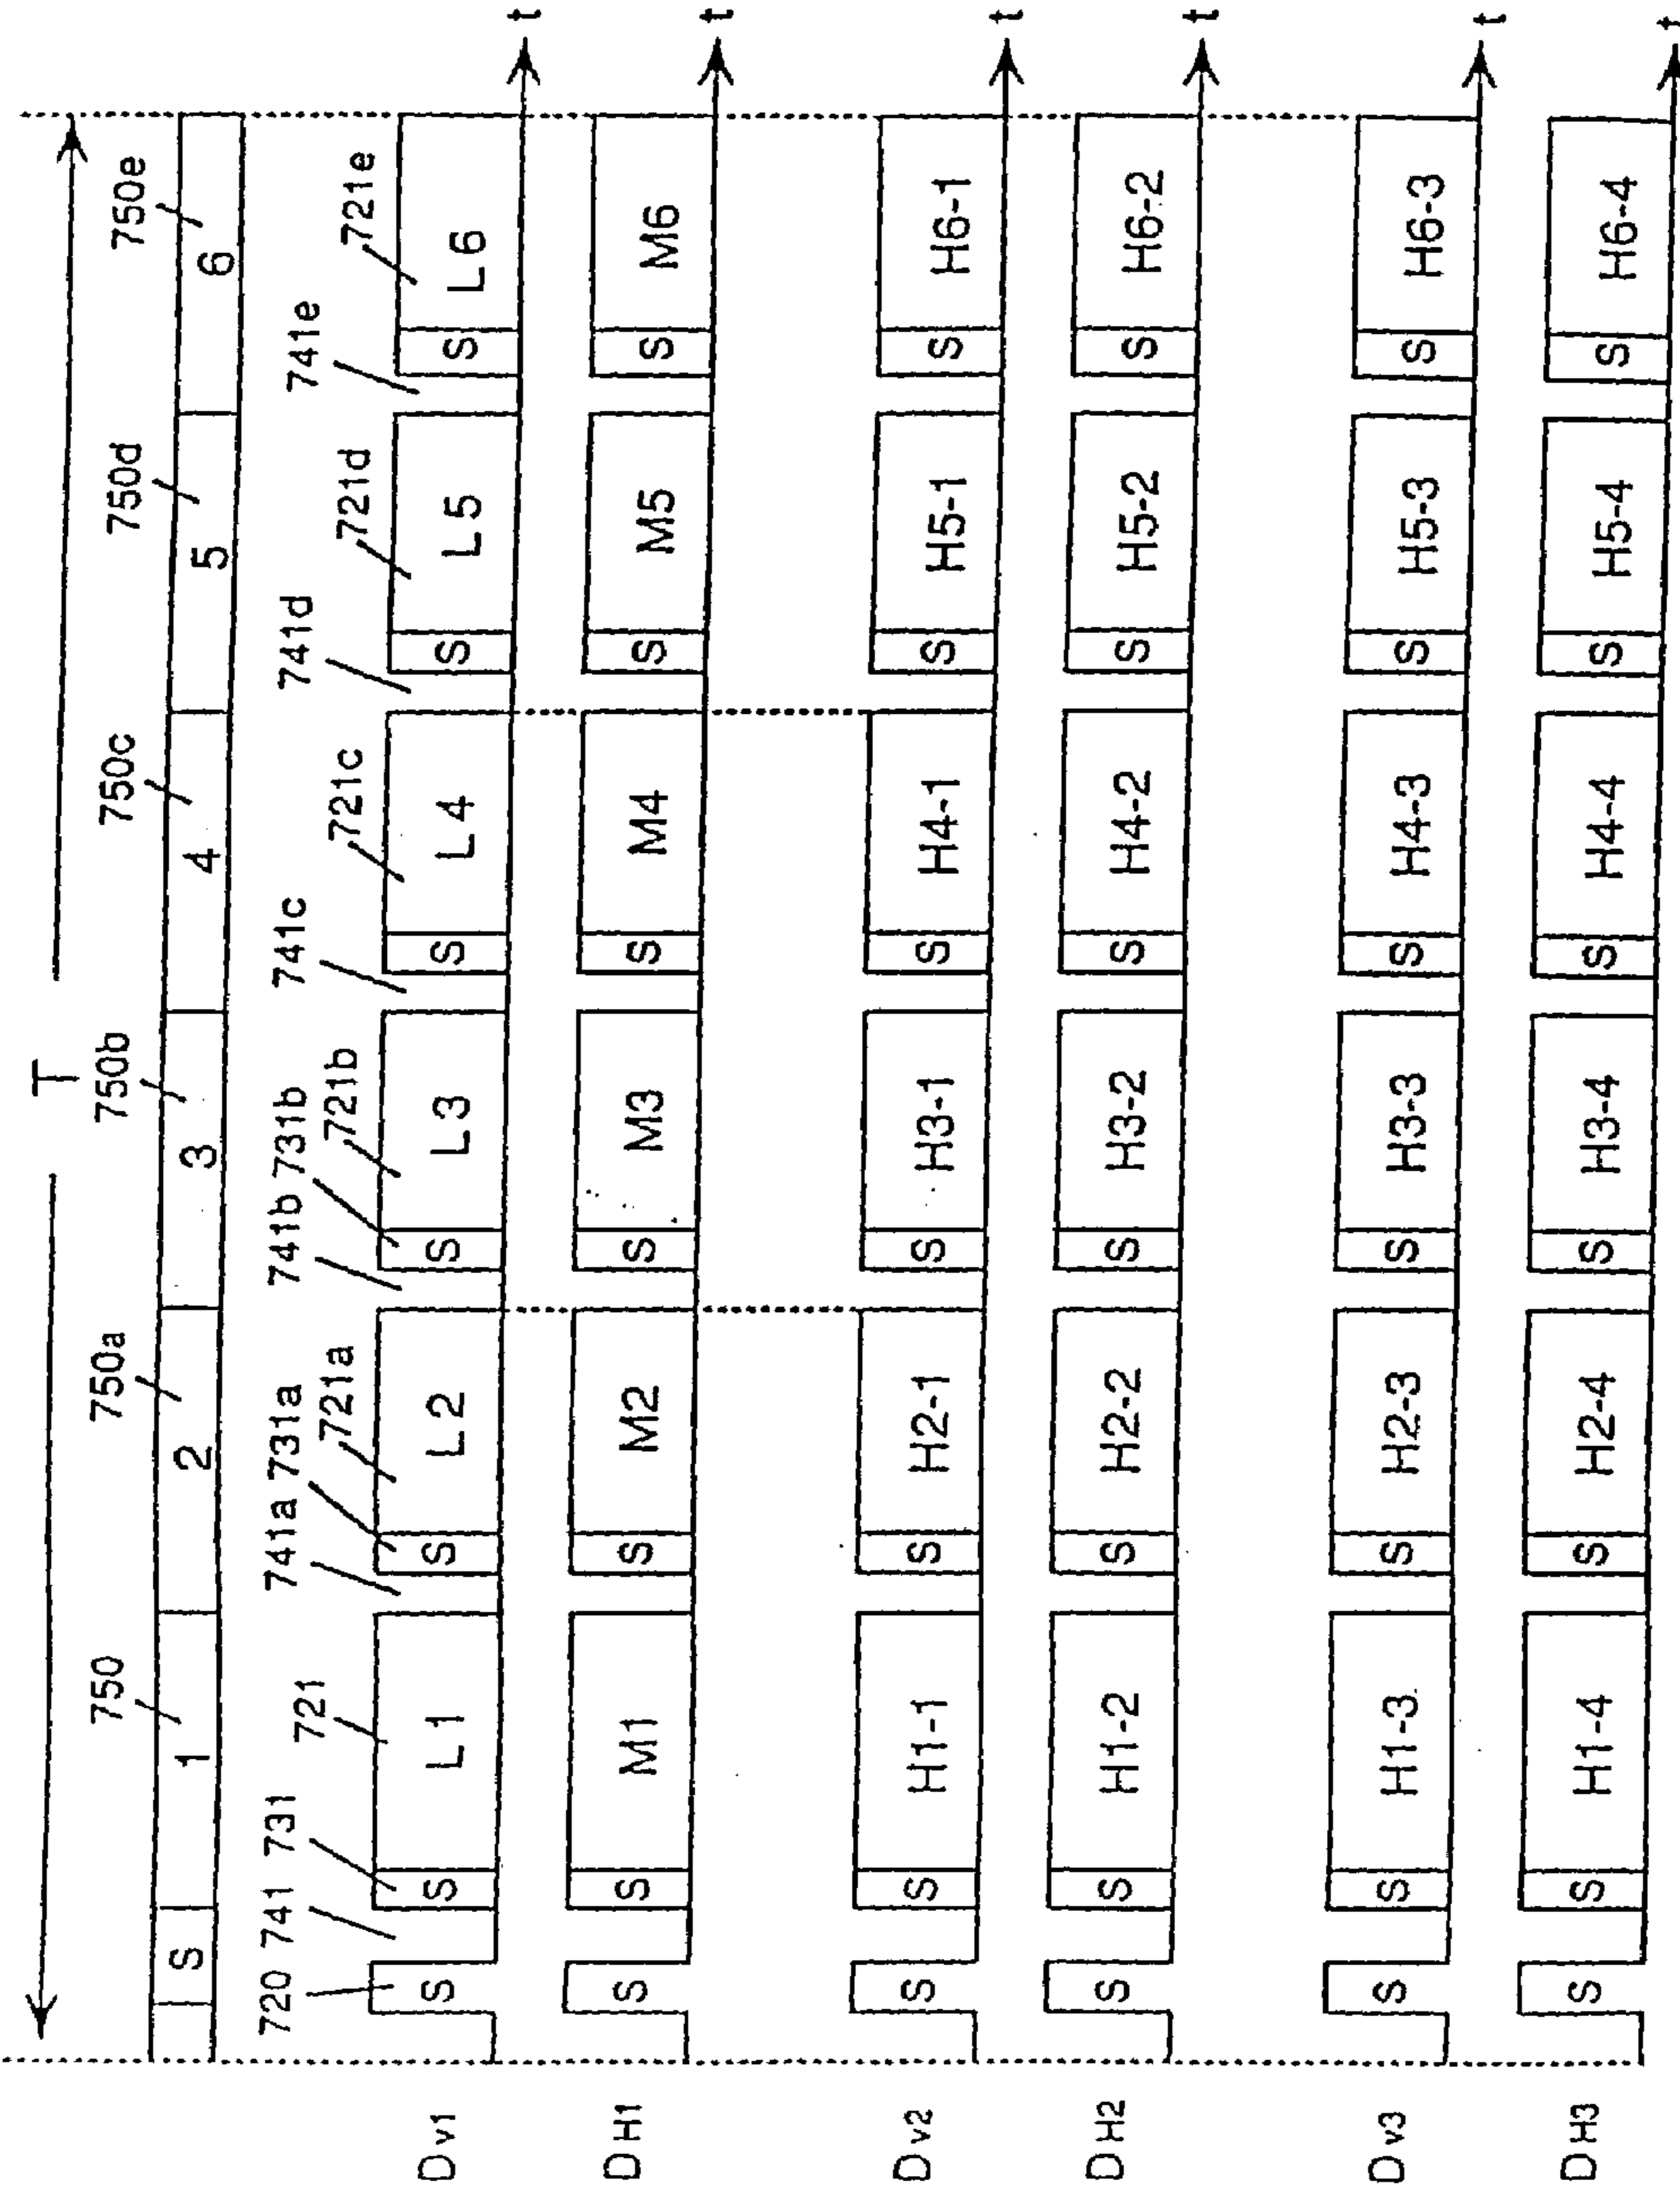 T
750 750a 750b 750c 750d 750e
S 1 2 3 4 5 6
720 741 731 721 741a 731a 721a 741b 731b 721b 741c 721c 741d 721d 741e 721e
Dv1 S S L1 S L2 S L3 S L4 S L5 S L6 t
DH1 S S M1 S M2 S M3 S M4 S M5 S M6 t
Dv2 S S H1-1 S H2-1 S H3-1 S H4-1 S H5-1 S H6-1 t
DH2 S S H1-2 S H2-2 S H3-2 S H4-2 S H5-2 S H6-2 t
Dv3 S S H1-3 S H2-3 S H3-3 S H4-3 S H5-3 S H6-3 t
DH3 S S H1-4 S H2-4 S H3-4 S H4-4 S H5-4 S H6-4 t